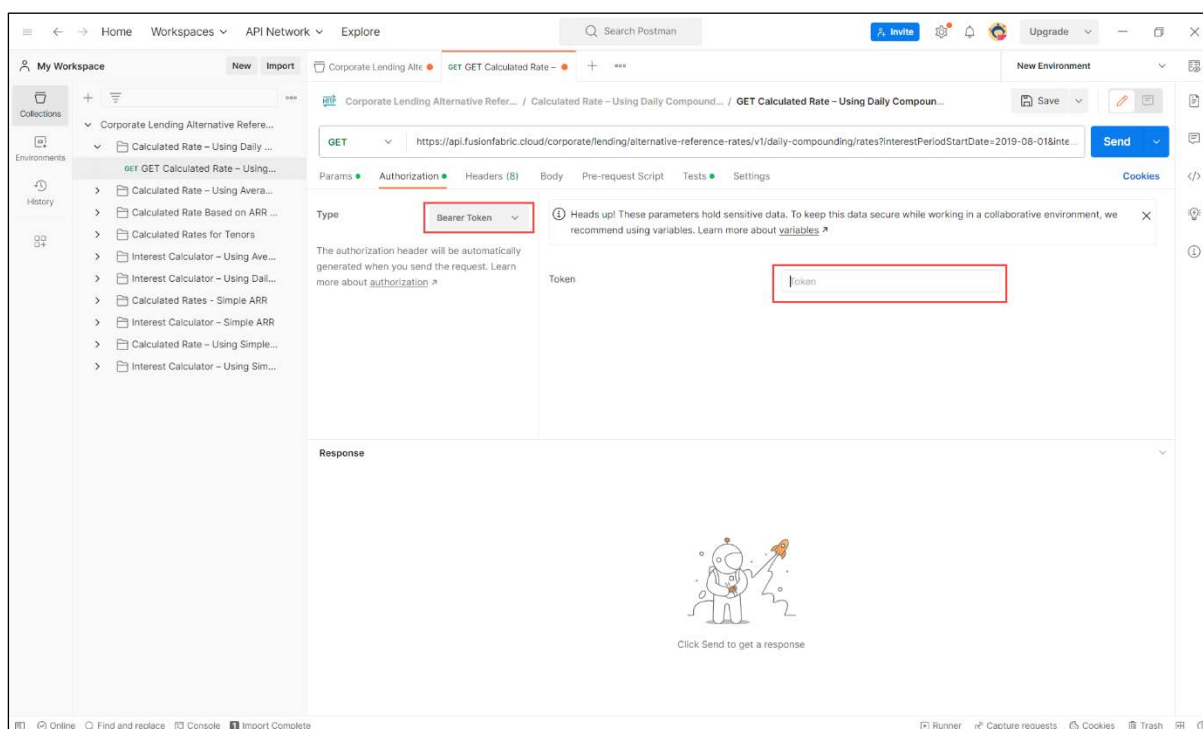 Home Workspaces API Network Explore Search Postman Invite Upgrade
My Workspace New Import Corporate Lending Alte GET GET Calculated Rate – New Environment
Collections
Environments
History
Corporate Lending Alternative Refere...
Calculated Rate – Using Daily ...
GET GET Calculated Rate – Using...
Calculated Rate – Using Avera...
Calculated Rate Based on ARR ...
Calculated Rates for Tenors
Interest Calculator – Using Ave...
Interest Calculator – Using Dail...
Calculated Rates - Simple ARR
Interest Calculator – Simple ARR
Calculated Rate – Using Simple...
Interest Calculator – Using Sim...
HTTP Corporate Lending Alternative Refer... / Calculated Rate – Using Daily Compound... / GET Calculated Rate – Using Daily Compoun... Save
GET https://api.fusionfabric.cloud/corporate/lending/alternative-reference-rates/v1/daily-compounding/rates?interestPeriodStartDate=2019-08-01&inte... Send
Params Authorization Headers (8) Body Pre-request Script Tests Settings Cookies
Type Bearer Token
The authorization header will be automatically
generated when you send the request. Learn
more about authorization
Heads up! These parameters hold sensitive data. To keep this data secure while working in a collaborative environment, we
recommend using variables. Learn more about variables
Token Token
Response
Click Send to get a response
Online Find and replace Console Import Complete Runner Capture requests Cookies Trash